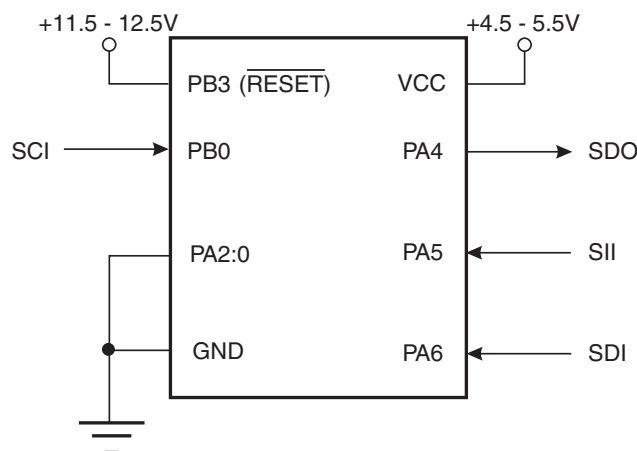 +11.5 - 12.5V
+4.5 - 5.5V
PB3 (RESET)
VCC
SCI
PB0
PA4
SDO
PA2:0
PA5
SII
GND
PA6
SDI